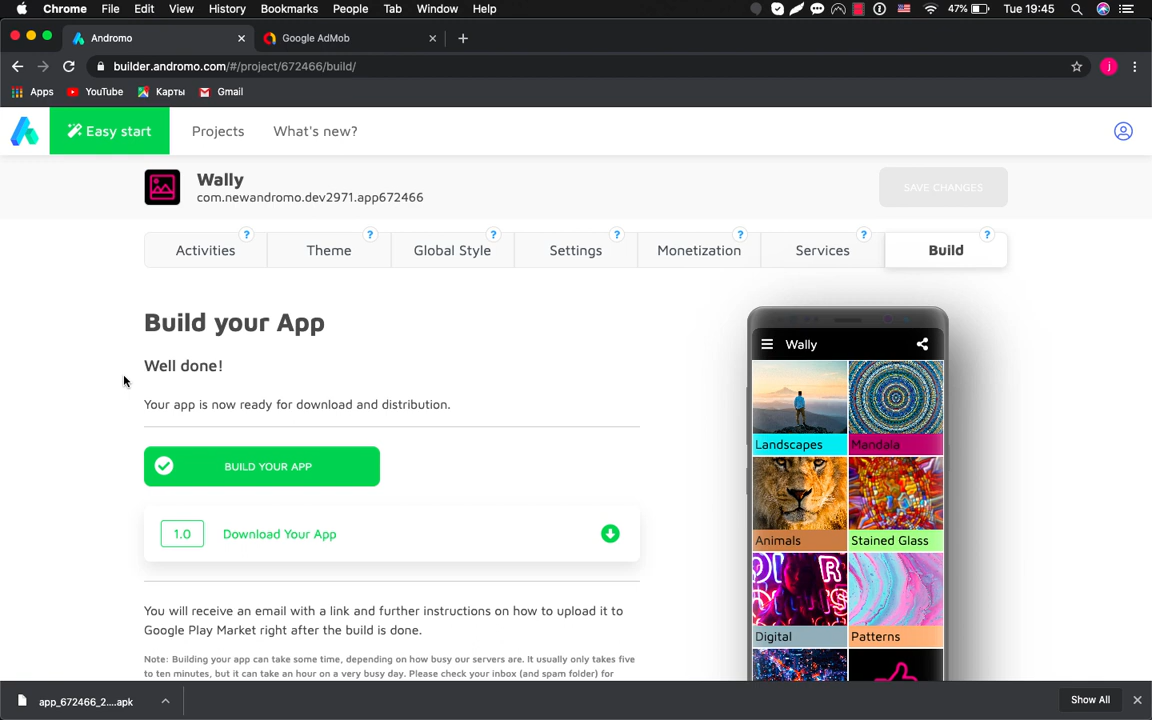 Chrome File Edit View History Bookmarks People Tab Window Help 47% Tue 19:45
Andromo Google AdMob
builder.andromo.com/#/project/672466/build/ j
Apps YouTube Карты Gmail
Easy start Projects What's new?
Wally
com.newandromo.dev2971.app672466
SAVE CHANGES
? ? ? ? ? ? ?
Activities Theme Global Style Settings Monetization Services Build
Build your App
Well done!
Your app is now ready for download and distribution.
BUILD YOUR APP
1.0 Download Your App
You will receive an email with a link and further instructions on how to upload it to
Google Play Market right after the build is done.
Note: Building your app can take some time, depending on how busy our servers are. It usually only takes five
to ten minutes, but it can take an hour on a very busy day. Please check your inbox (and spam folder) for
Wally
Landscapes Mandala
Animals Stained Glass
Digital Patterns
app_672466_2....apk Show All